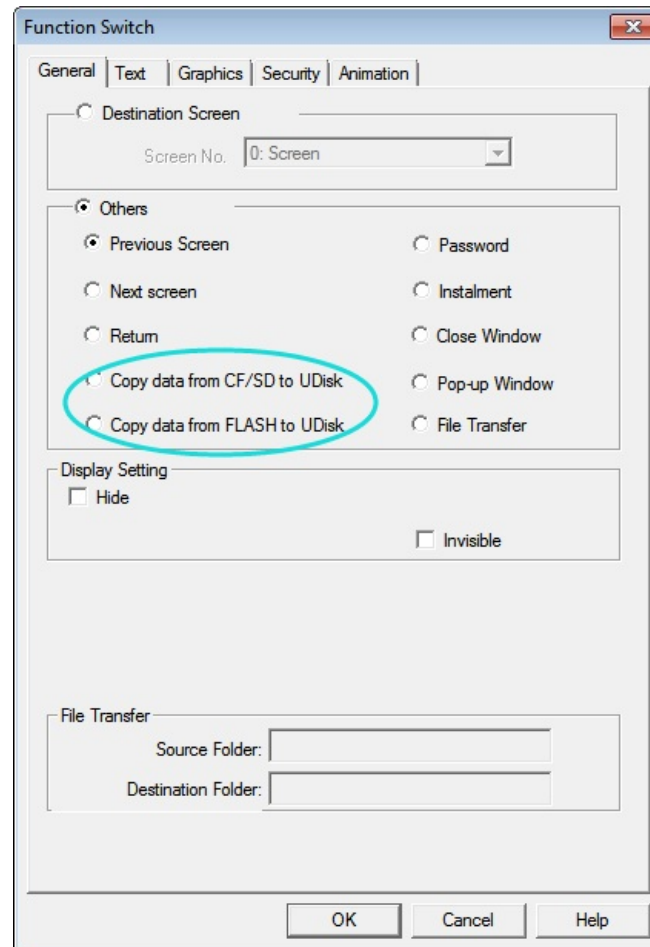 Function Switch
General Text Graphics Security Animation
Destination Screen
Screen No. 0: Screen
Others
Previous Screen Password
Next screen Instalment
Return Close Window
Copy data from CF/SD to UDisk Pop-up Window
Copy data from FLASH to UDisk File Transfer
Display Setting
Hide
Invisible
File Transfer
Source Folder:
Destination Folder:
OK Cancel Help